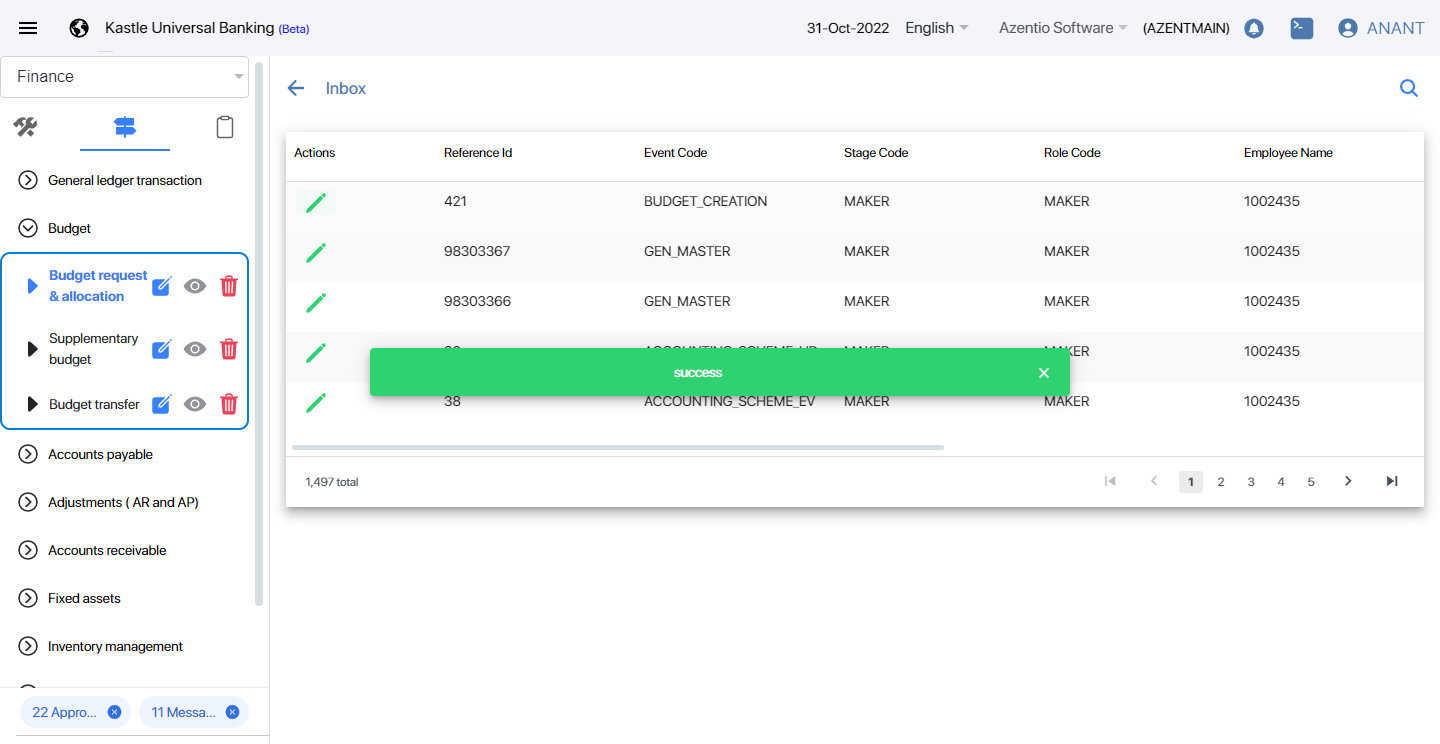 Kastle Universal Banking (Beta)
31-Oct-2022
English
Azentio Software
(AZENTMAIN)
ANANT
Finance
General ledger transaction
Budget
Budget request
& allocation
Supplementary
budget
Budget transfer
Accounts payable
Adjustments ( AR and AP)
Accounts receivable
Fixed assets
Inventory management
22 Appro...
11 Messa...
Inbox
Actions Reference Id Event Code Stage Code Role Code Employee Name
421 BUDGET_CREATION MAKER MAKER 1002435
98303367 GEN_MASTER MAKER MAKER 1002435
98303366 GEN_MASTER MAKER MAKER 1002435
MAKER MAKER 1002435
success
38 ACCOUNTING_SCHEME_EV MAKER MAKER 1002435
1,497 total
1 2 3 4 5